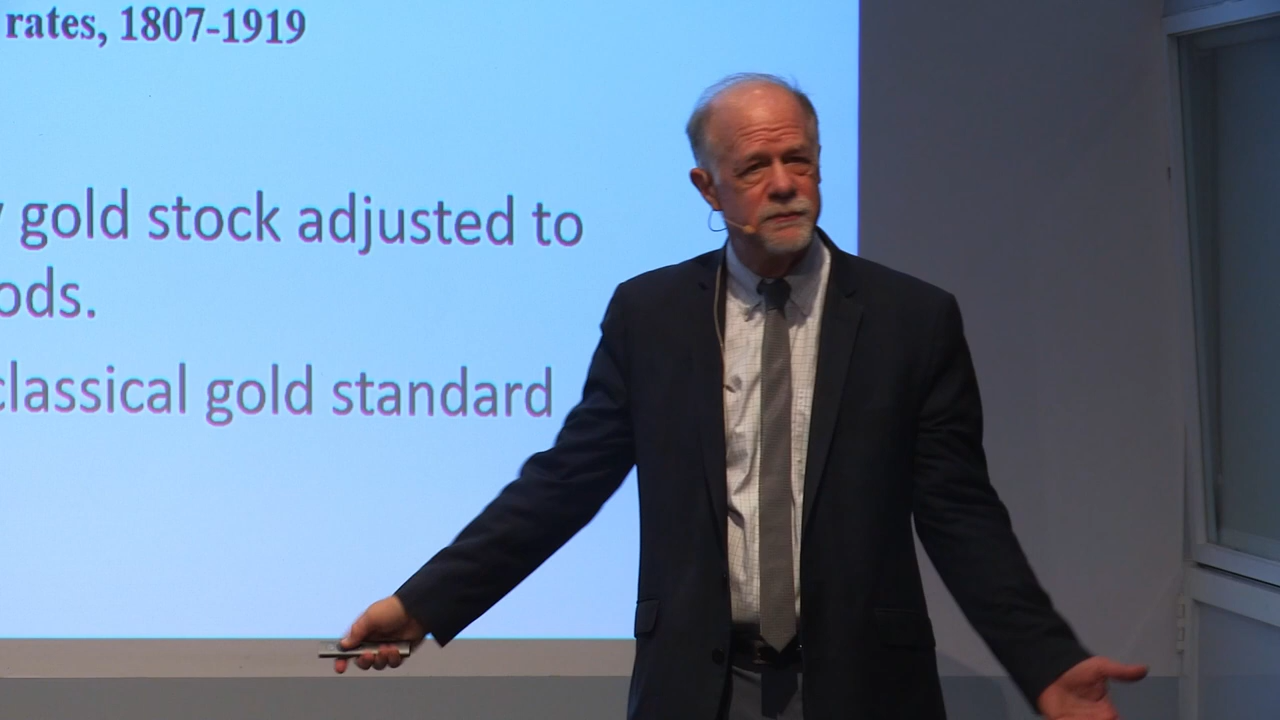 rates, 1807-1919
gold stock adjusted to
ods.
classical gold standard